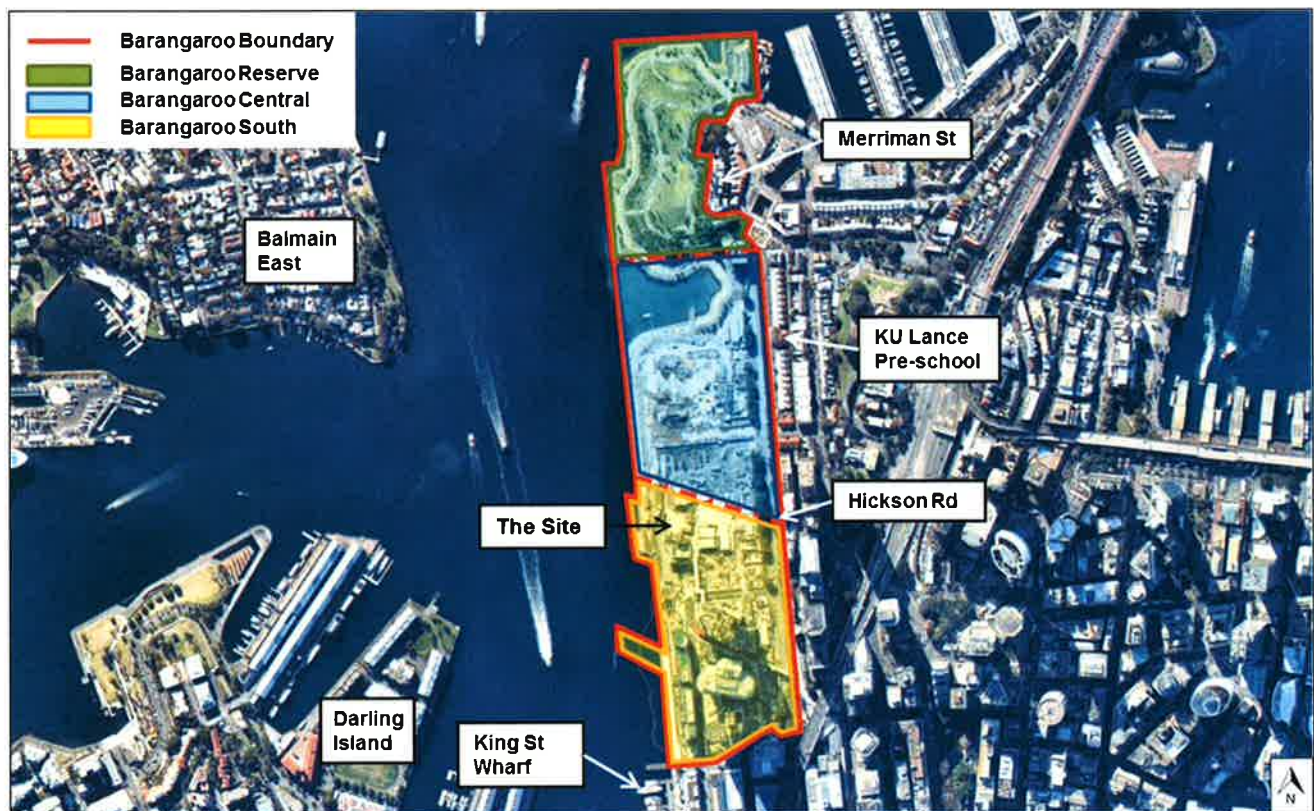 Barangaroo Boundary
Barangaroo Reserve
Barangaroo Central
Barangaroo South
Merriman St
Balmain
East
KU Lance
Pre-school
Hickson Rd
The Site
Darling
Island
King St
Wharf
N